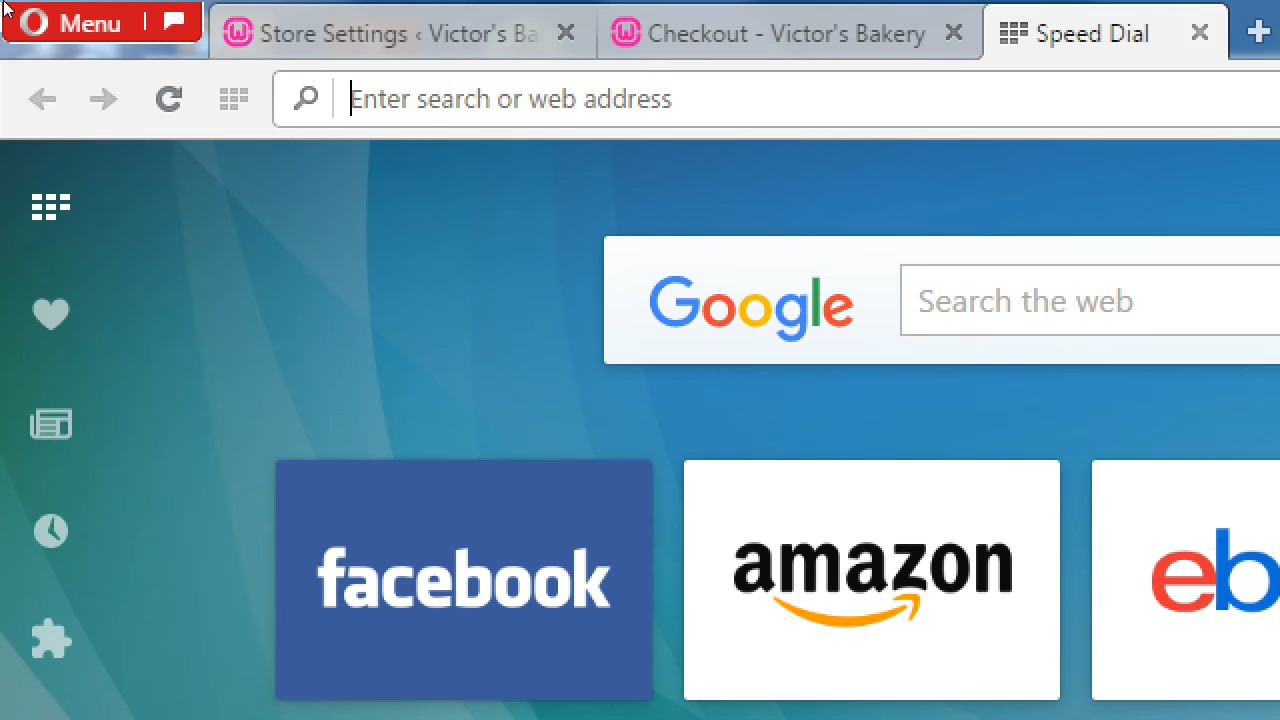 Menu
Store Settings ‹ Victor's Ba
Checkout - Victor's Bakery
Speed Dial
Enter search or web address
Google
Search the web
facebook
amazon
eb